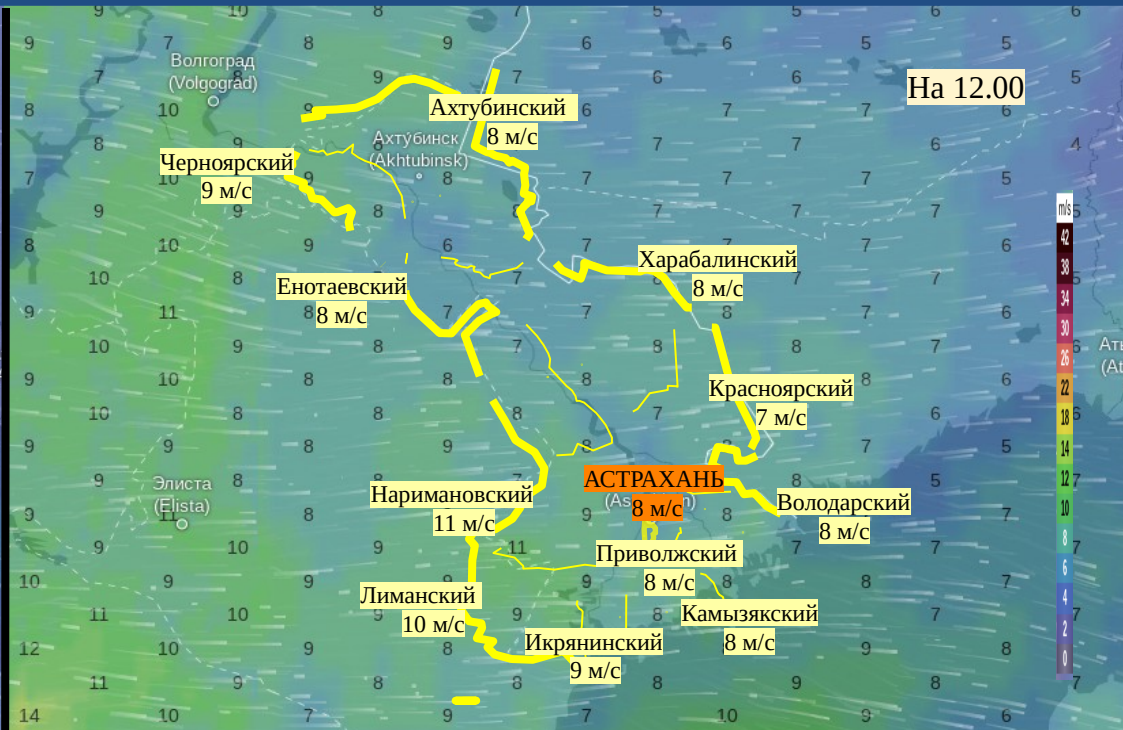 На 12.00
Волгоград
(Volgograd)
Ахтубинский
8 м/с
Ахту́бинск
(Akhtubinsk)
Черноярский
9 м/с
Харабалинский
8 м/с
Енотаевский
8 м/с
Красноярский
7 м/с
Элиста
(Elista)
Наримановский
11 м/с
АСТРАХАНЬ
8 м/с
Володарский
8 м/с
Приволжский
8 м/с
Лиманский
10 м/с
Камызякский
8 м/с
Икрянинский
9 м/с
m/s
42
38
34
30
26
22
18
14
12
10
8
6
4
2
0